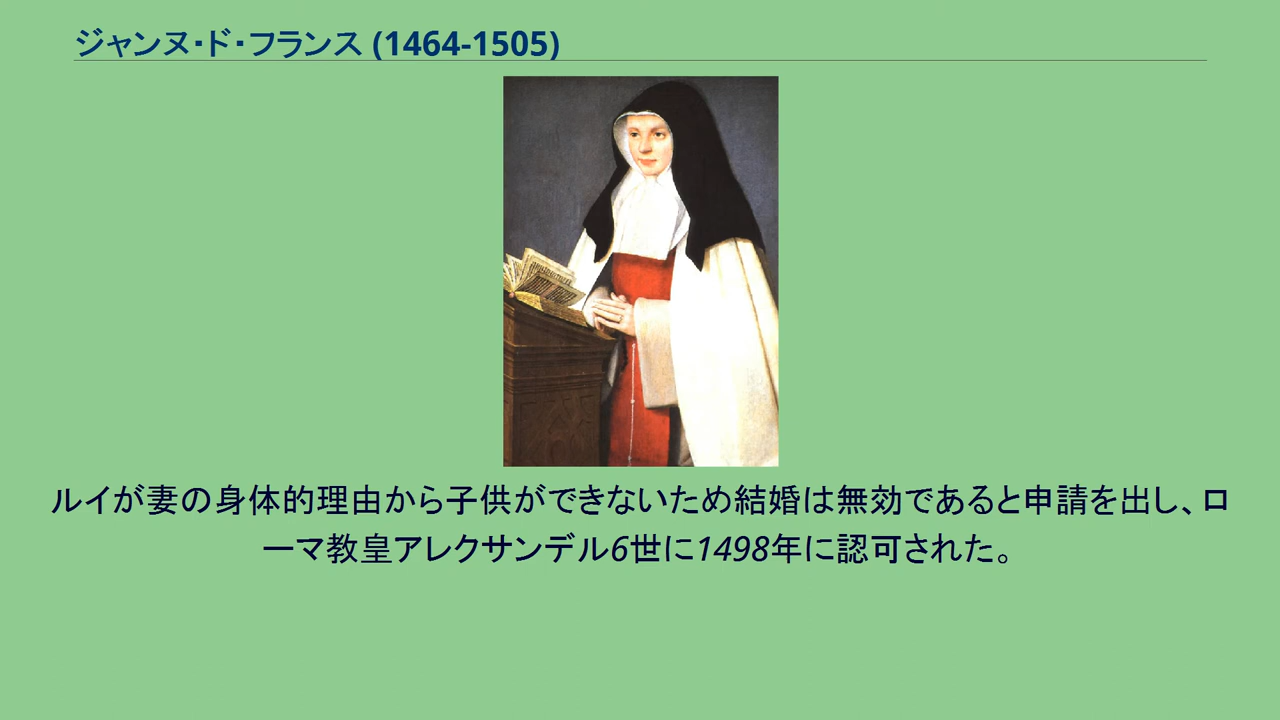 ジャンヌ・ド・フランス (1464-1505)
ルイが妻の身体的理由から子供ができないため結婚は無効であると申請を出し、ロ
ーマ教皇アレクサンデル6世に1498年に認可された。